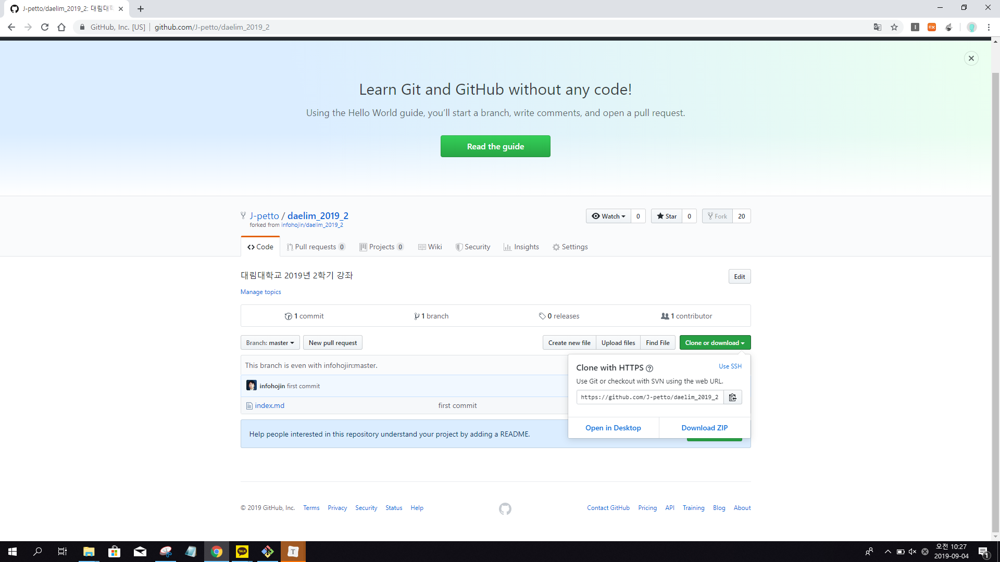 J-petto/daelim_2019_2: 대림대학
GitHub, Inc. [US] | github.com/J-petto/daelim_2019_2
Learn Git and GitHub without any code!
Using the Hello World guide, you’ll start a branch, write comments, and open a pull request.
Read the guide
J-petto / daelim_2019_2
forked from infohojin/daelim_2019_2
Watch 0 Star 0 Fork 20
Code Pull requests 0 Projects 0 Wiki Security Insights Settings
대림대학교 2019년 2학기 강좌
Edit
Manage topics
1 commit 1 branch 0 releases 1 contributor
Branch: master New pull request Create new file Upload files Find File Clone or download
This branch is even with infohojin:master.
infohojin first commit
index.md first commit
Clone with HTTPS
Use SSH
Use Git or checkout with SVN using the web URL.
https://github.com/J-petto/daelim_2019_2
Open in Desktop Download ZIP
Help people interested in this repository understand your project by adding a README.
© 2019 GitHub, Inc. Terms Privacy Security Status Help Contact GitHub Pricing API Training Blog About
TALK
T
오전 10:27
2019-09-04
1